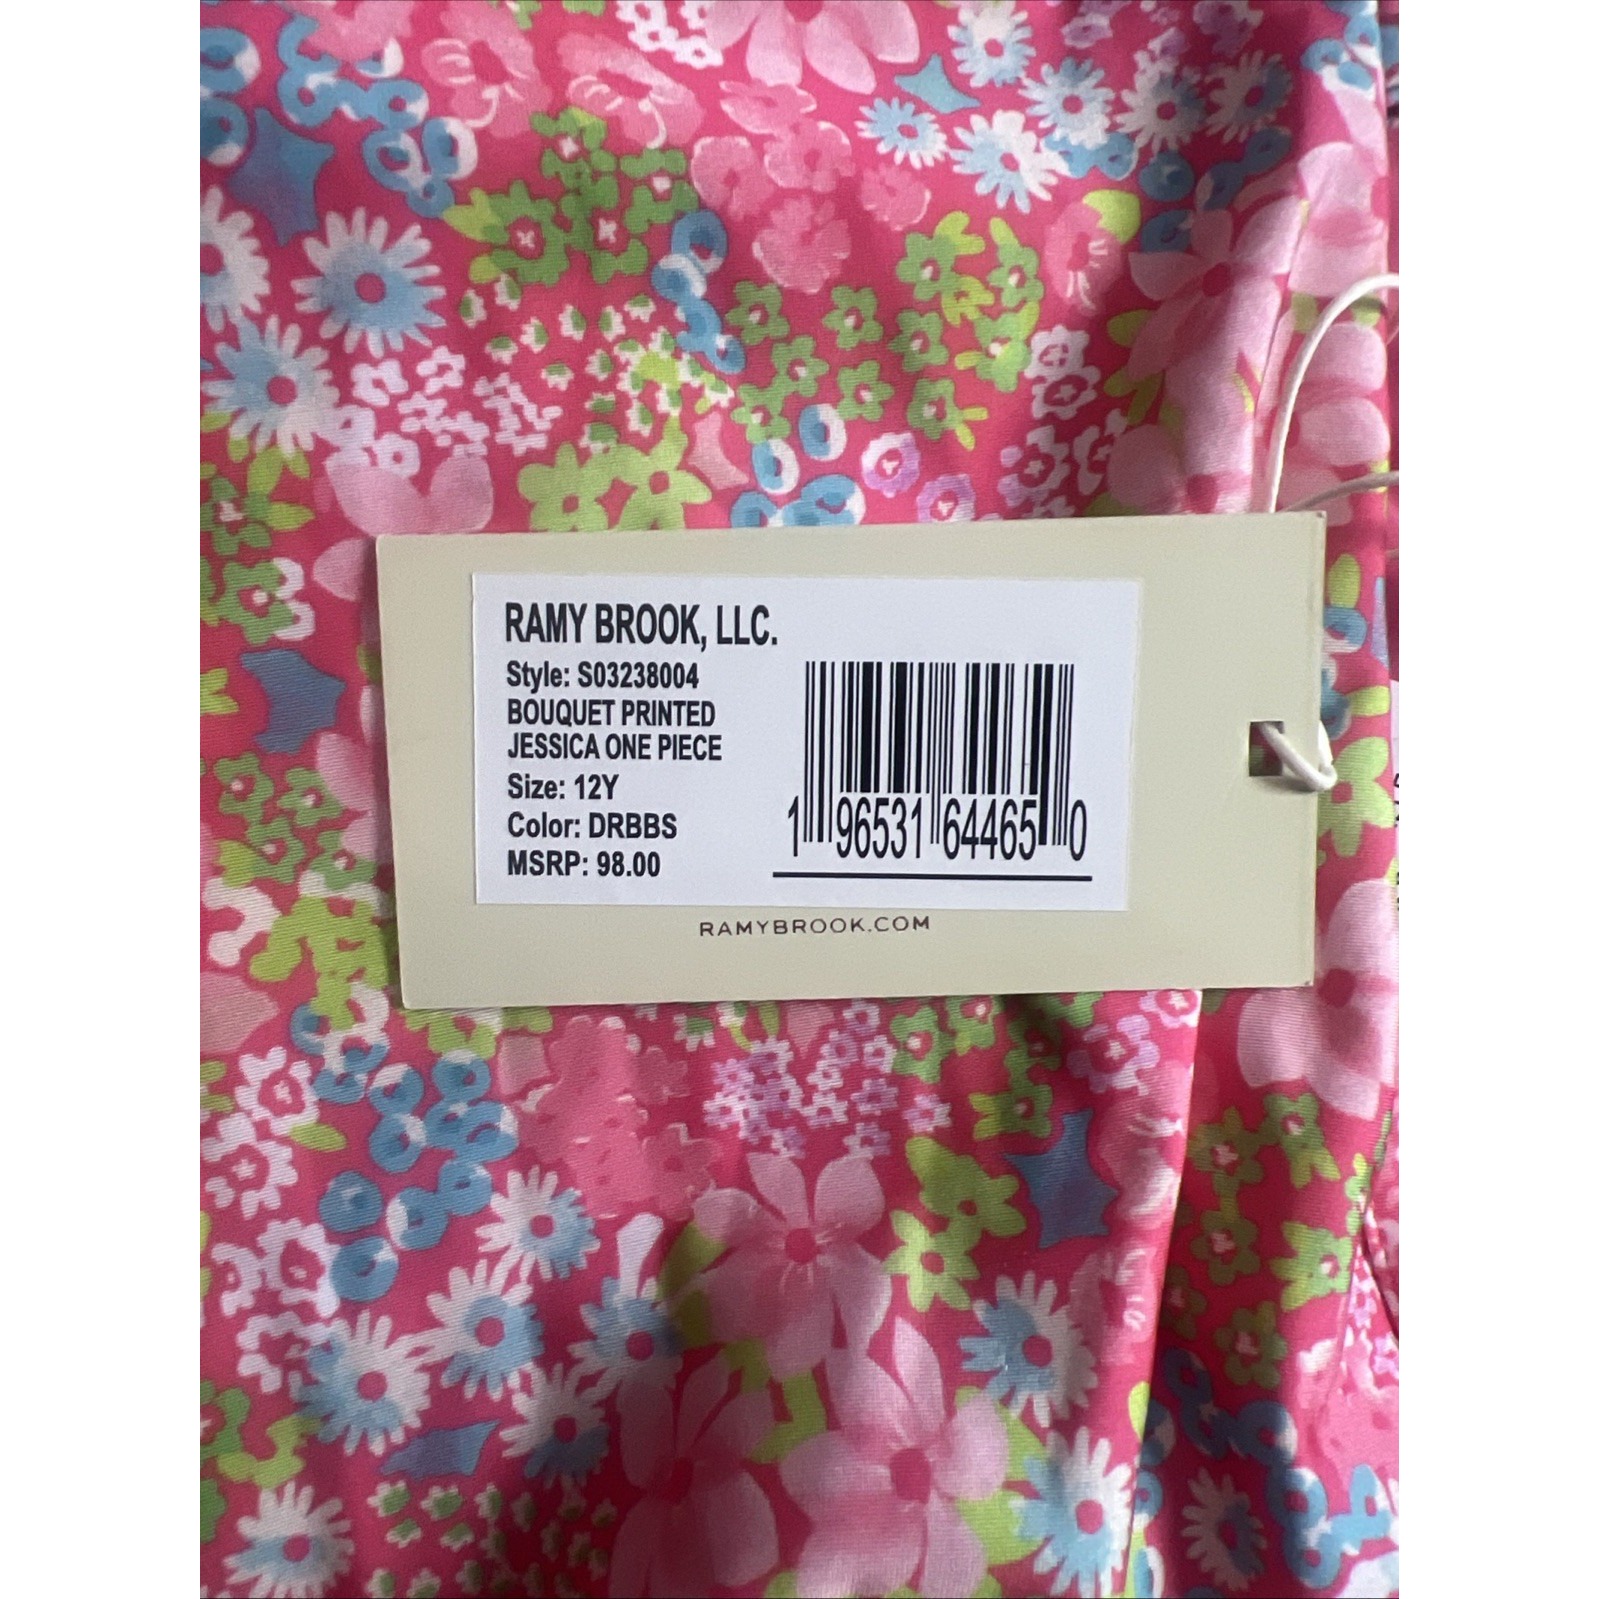 RAMY BROOK, LLC.
Style: S03238004
BOUQUET PRINTED
JESSICA ONE PIECE
Size: 12Y
Color: DRBBS
MSRP: 98.00
1 96531 64465 0
RAMYBROOK.COM